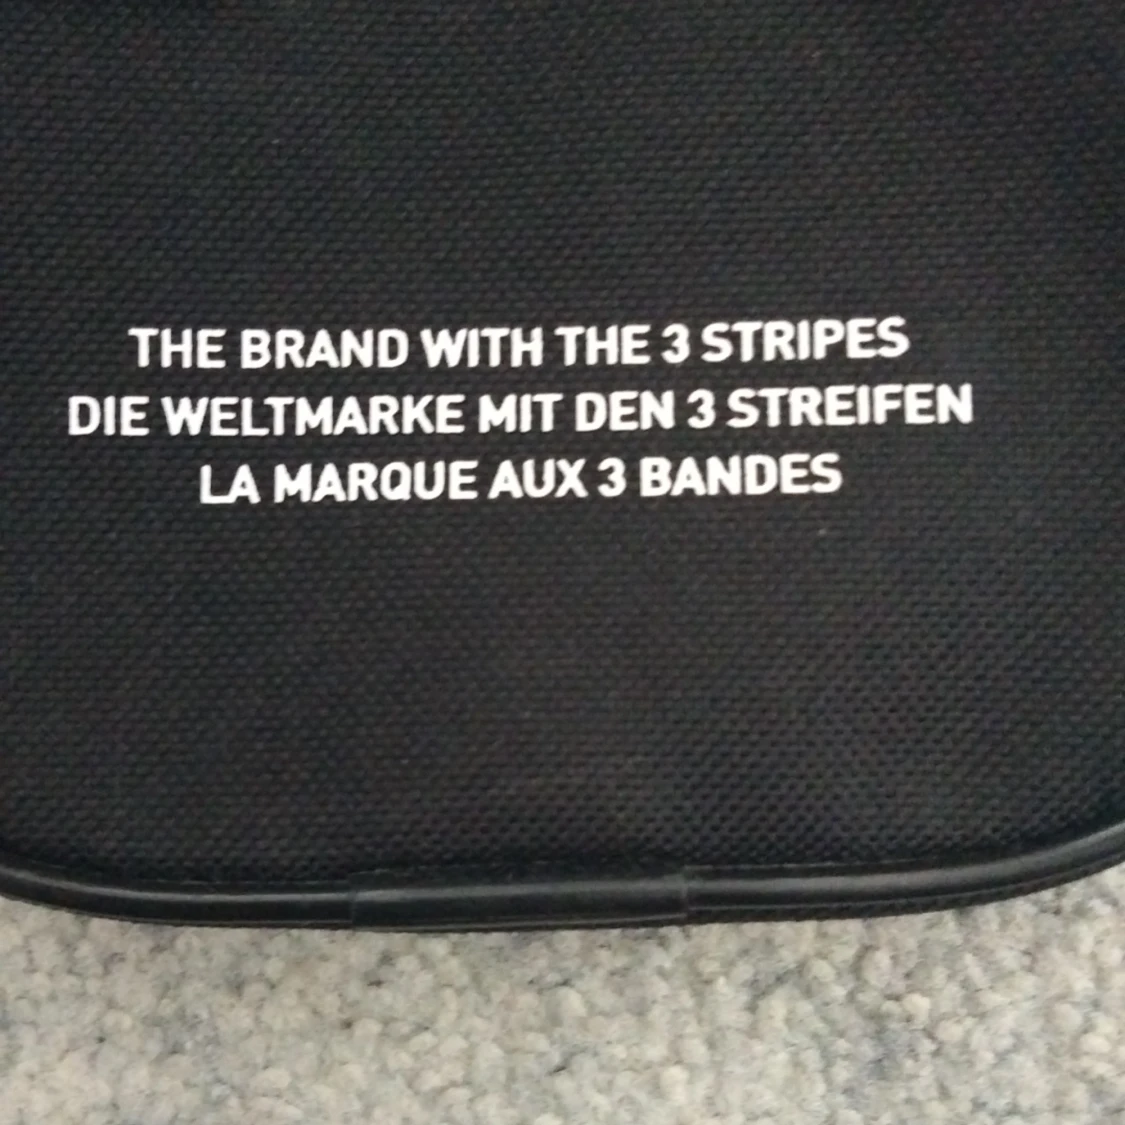 THE BRAND WITH THE 3 STRIPES
DIE WELTMARKE MIT DEN 3 STREIFEN
LA MARQUE AUX 3 BANDES